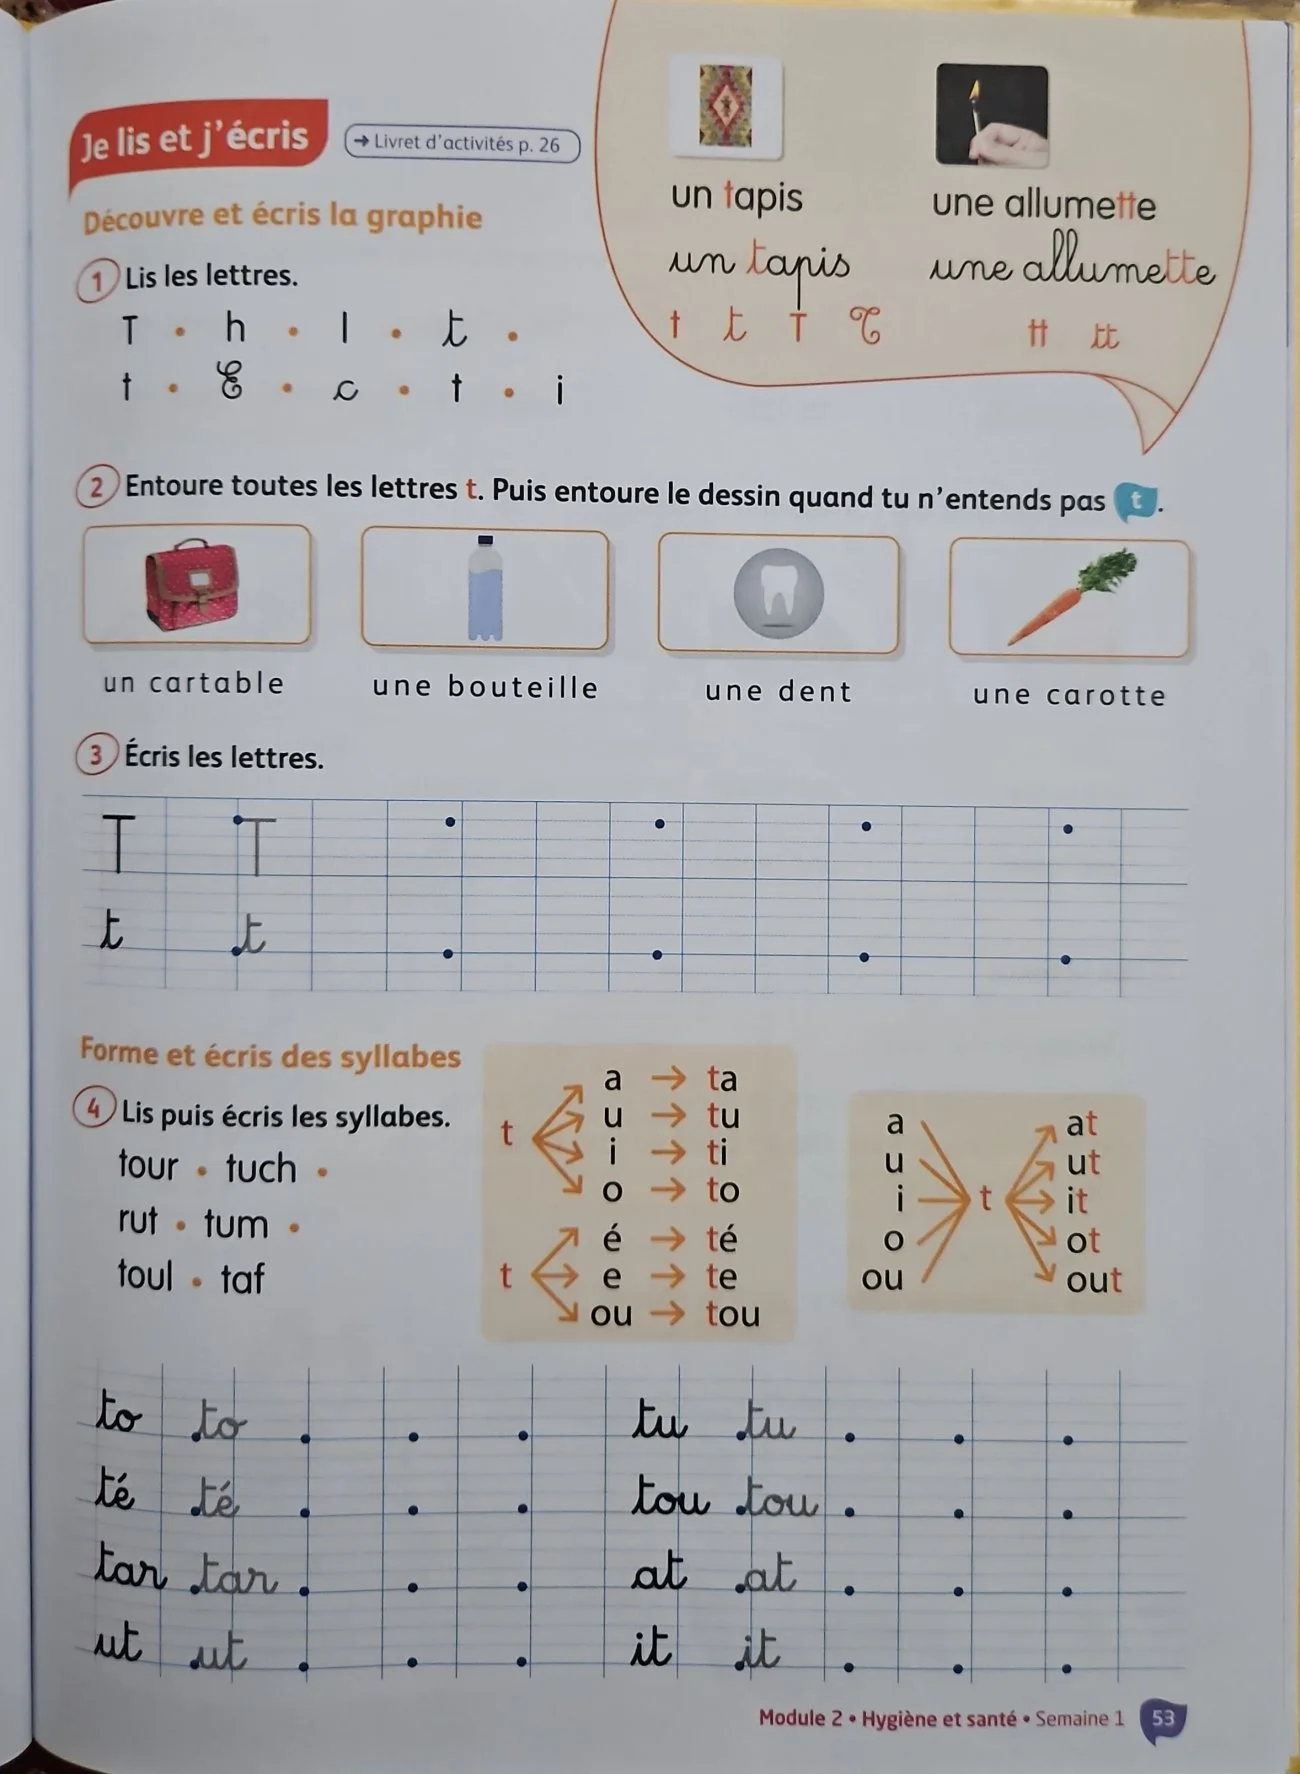 Je lis et j'écris
→ Livret d'activités p. 26
un tapis
une allumette
un tapis
une allumette
t t T T
tt tt
Découvre et écris la graphie
1 Lis les lettres.
T • h • l • t •
t • E • c • t • i
2 Entoure toutes les lettres t. Puis entoure le dessin quand tu n'entends pas t.
un cartable
une bouteille
une dent
une carotte
3 Écris les lettres.
T T
t t
Forme et écris des syllabes
4 Lis puis écris les syllabes.
tour • tuch •
rut • tum •
toul • taf
t
a → ta
u → tu
i → ti
o → to
t
é → té
e → te
ou → tou
a
u
i
o
ou
t
at
ut
it
ot
out
to to
tu tu
té té
tou tou
tar tar
at at
ut ut
it it
Module 2 • Hygiène et santé • Semaine 1 53